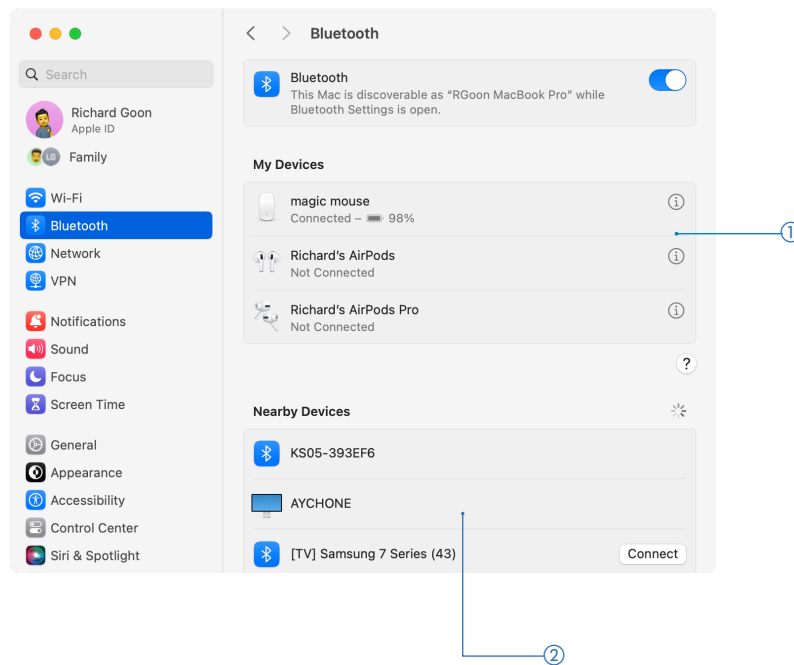 Bluetooth
Search
Bluetooth
This Mac is discoverable as “RGoon MacBook Pro” while
Bluetooth Settings is open.
Richard Goon
Apple ID
LG
Family
Wi-Fi
Bluetooth
Network
VPN
Notifications
Sound
Focus
Screen Time
General
Appearance
Accessibility
Control Center
Siri & Spotlight
My Devices
magic mouse
Connected – 98%
Richard’s AirPods
Not Connected
Richard’s AirPods Pro
Not Connected
?
Nearby Devices
KS05-393EF6
AYCHONE
[TV] Samsung 7 Series (43)
Connect
1
2